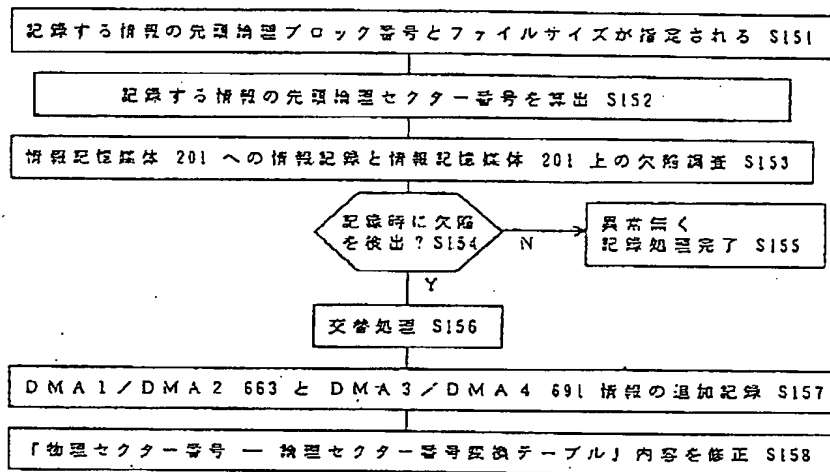 記録する情報の先頭論理ブロック番号とファイルサイズが指定される S151
記録する情報の先頭論理セクター番号を算出 S152
情報記憶媒体 201 への情報記録と情報記憶媒体 201 上の欠陥調査 S153
記録時に欠陥
を検出？S154
N
異常無く
記録処理完了 S155
Y
交替処理 S156
DMA1／DMA2 663 と DMA3／DMA4 691 情報の追加記録 S157
『物理セクター番号 ― 論理セクター番号変換テーブル』内容を修正 S158